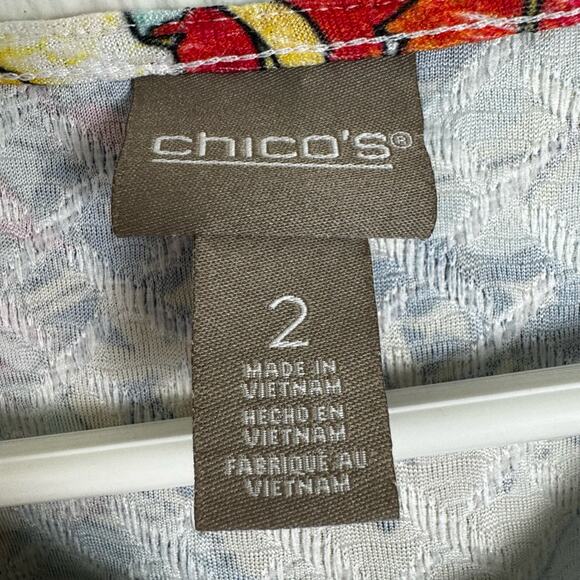 chico's®
2
MADE IN
VIETNAM
HECHO EN
VIETNAM
FABRIQUÉ AU
VIETNAM